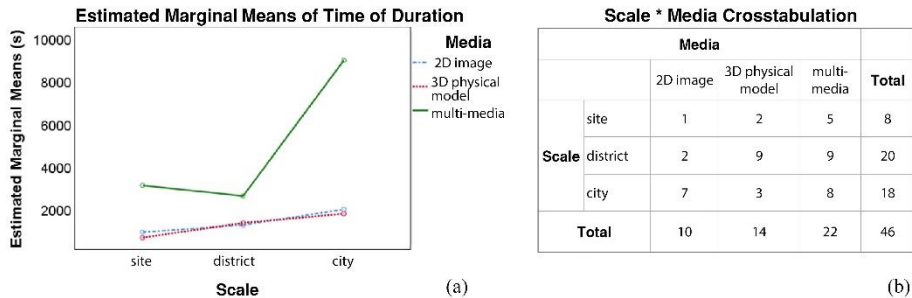 Estimated Marginal Means of Time of Duration
Estimated Marginal Means (s)
10000
8000
6000
4000
2000
site district city
Scale
Media
2D image
3D physical
model
multi-media
(a)
Scale * Media Crosstabulation
Media
2D image 3D physical model multi-media Total
Scale site 1 2 5 8
district 2 9 9 20
city 7 3 8 18
Total 10 14 22 46
(b)